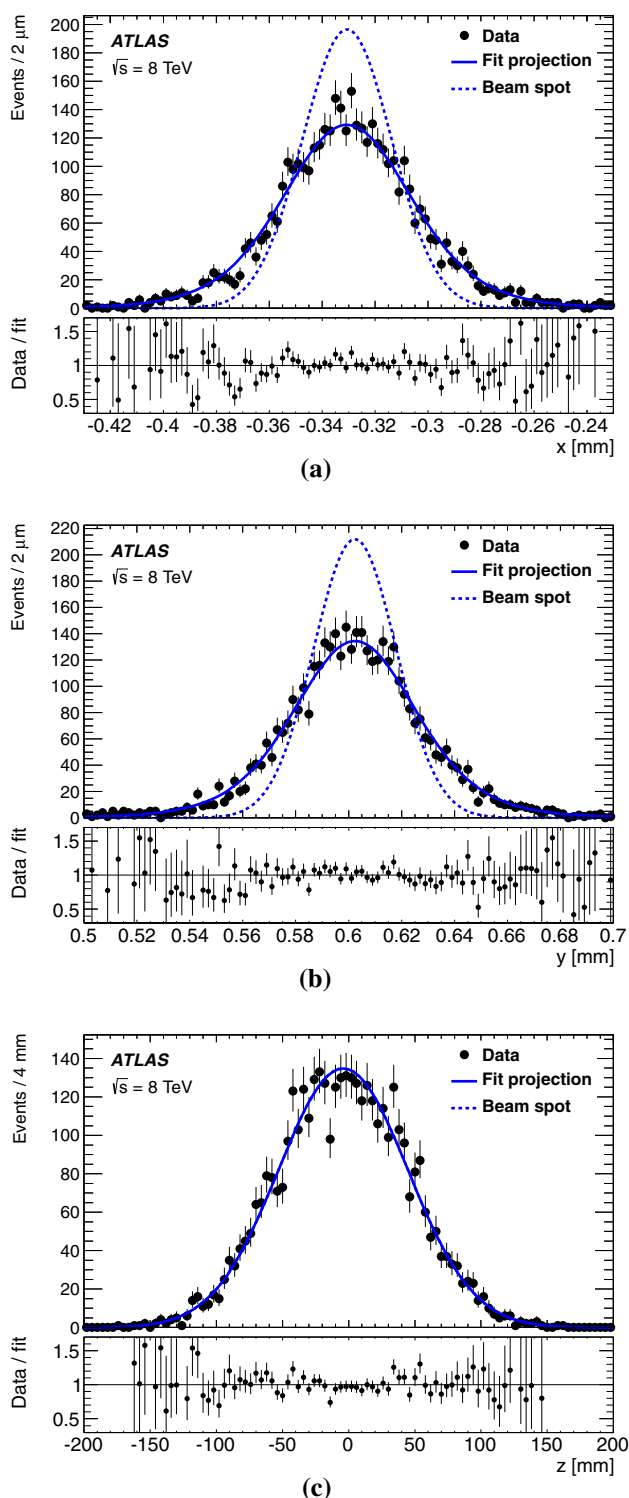 Events / 2 μm
200
180
160
140
120
100
80
60
40
20
0
ATLAS
√s = 8 TeV
Data
Fit projection
Beam spot
Data / fit
1.5
1
0.5
-0.42 -0.4 -0.38 -0.36 -0.34 -0.32 -0.3 -0.28 -0.26 -0.24
x [mm]
(a)
Events / 2 μm
220
200
180
160
140
120
100
80
60
40
20
0
ATLAS
√s = 8 TeV
Data
Fit projection
Beam spot
Data / fit
1.5
1
0.5
0.5 0.52 0.54 0.56 0.58 0.6 0.62 0.64 0.66 0.68 0.7
y [mm]
(b)
Events / 4 mm
140
120
100
80
60
40
20
0
ATLAS
√s = 8 TeV
Data
Fit projection
Beam spot
Data / fit
1.5
1
0.5
-200 -150 -100 -50 0 50 100 150 200
z [mm]
(c)